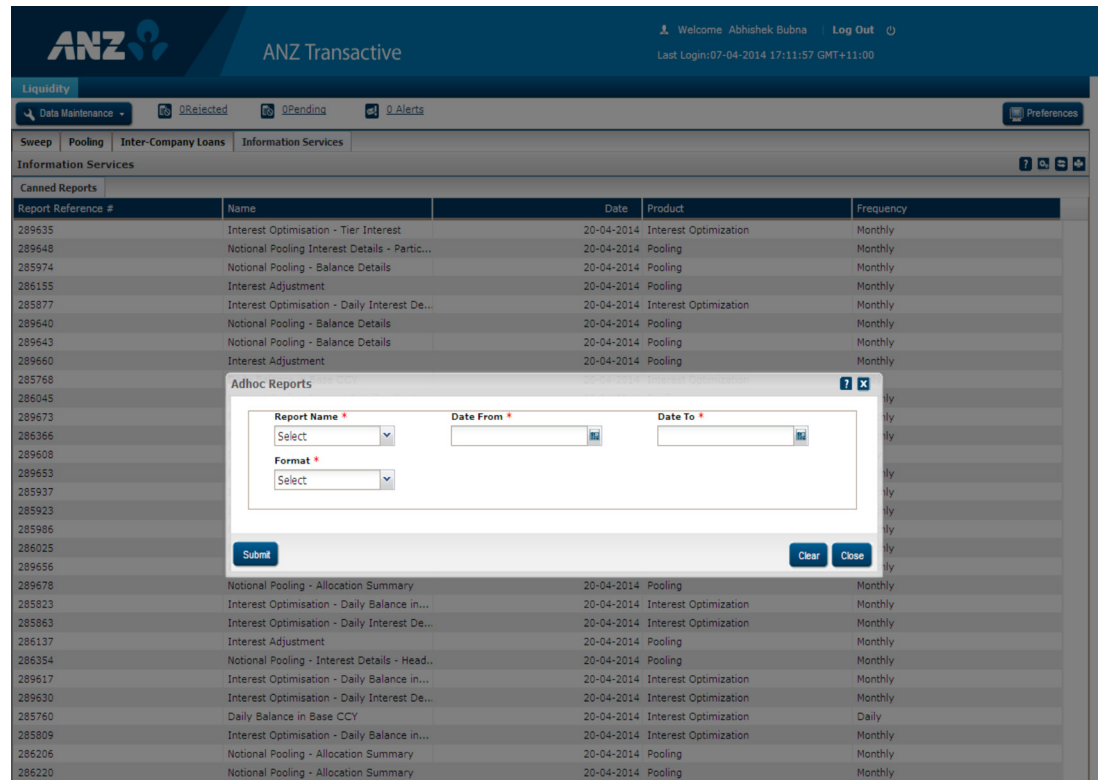 ANZ
ANZ Transactive
Welcome Abhishek Bubna | Log Out
Last Login:07-04-2014 17:11:57 GMT+11:00
Liquidity
Data Maintenance 0Rejected 0Pending 0 Alerts Preferences
Sweep Pooling Inter-Company Loans Information Services
Information Services
Canned Reports
Report Reference # Name Date Product Frequency
289635 Interest Optimisation - Tier Interest 20-04-2014 Interest Optimization Monthly
289648 Notional Pooling Interest Details - Partic... 20-04-2014 Pooling Monthly
285974 Notional Pooling - Balance Details 20-04-2014 Pooling Monthly
286155 Interest Adjustment 20-04-2014 Pooling Monthly
285877 Interest Optimisation - Daily Interest De... 20-04-2014 Interest Optimization Monthly
289640 Notional Pooling - Balance Details 20-04-2014 Pooling Monthly
289643 Notional Pooling - Balance Details 20-04-2014 Pooling Monthly
289660 Interest Adjustment 20-04-2014 Pooling Monthly
285768
286045
289673
286366
289608
289653
285937
285923
285986
286025
289656
Adhoc Reports
Report Name * Date From * Date To *
Select
Format *
Select
Submit Clear Close
289678 Notional Pooling - Allocation Summary 20-04-2014 Pooling Monthly
285823 Interest Optimisation - Daily Balance in... 20-04-2014 Interest Optimization Monthly
285863 Interest Optimisation - Daily Interest De... 20-04-2014 Interest Optimization Monthly
286137 Interest Adjustment 20-04-2014 Pooling Monthly
286354 Notional Pooling - Interest Details - Head.. 20-04-2014 Pooling Monthly
289617 Interest Optimisation - Daily Balance in... 20-04-2014 Interest Optimization Monthly
289630 Interest Optimisation - Daily Interest De... 20-04-2014 Interest Optimization Monthly
285760 Daily Balance in Base CCY 20-04-2014 Interest Optimization Daily
285809 Interest Optimisation - Daily Balance in... 20-04-2014 Interest Optimization Monthly
286206 Notional Pooling - Allocation Summary 20-04-2014 Pooling Monthly
286220 Notional Pooling - Allocation Summary 20-04-2014 Pooling Monthly